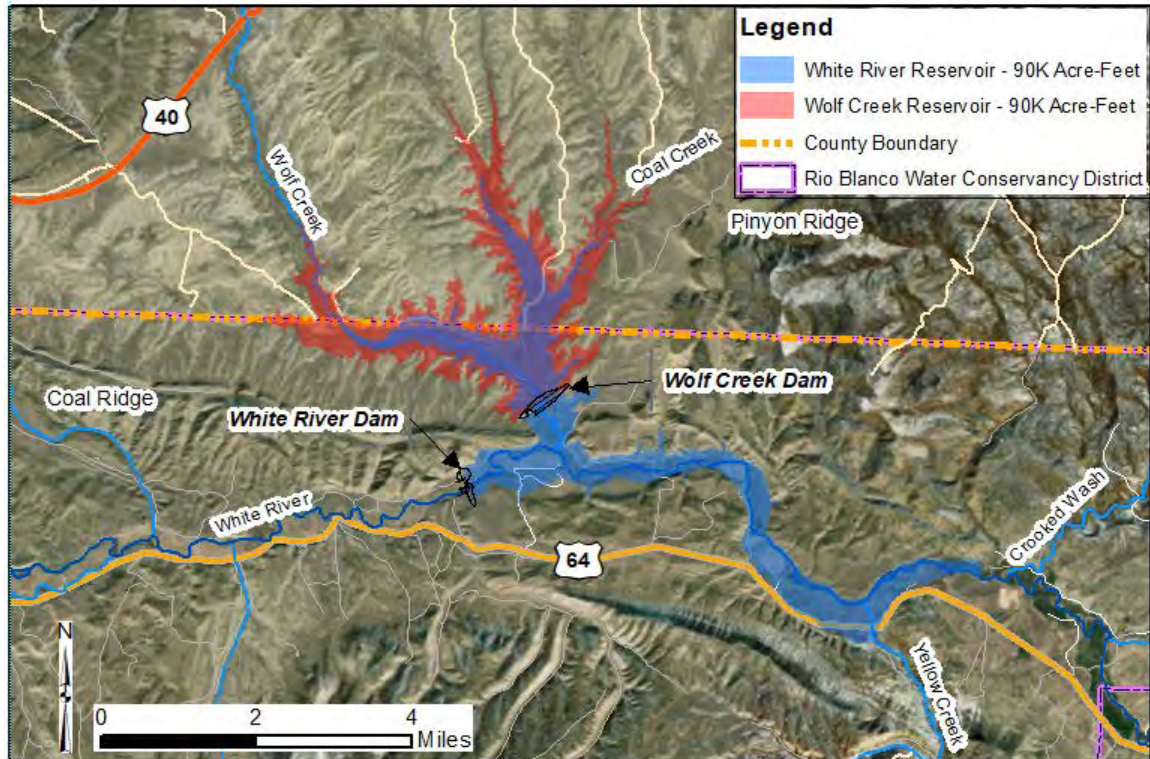 Legend
White River Reservoir - 90K Acre-Feet
Wolf Creek Reservoir - 90K Acre-Feet
County Boundary
Rio Blanco Water Conservancy District
40
Wolf Creek
Coal Creek
Pinyon Ridge
Coal Ridge
Wolf Creek Dam
White River Dam
White River
64
Crooked Wash
Yellow Creek
N
0 2 4
Miles